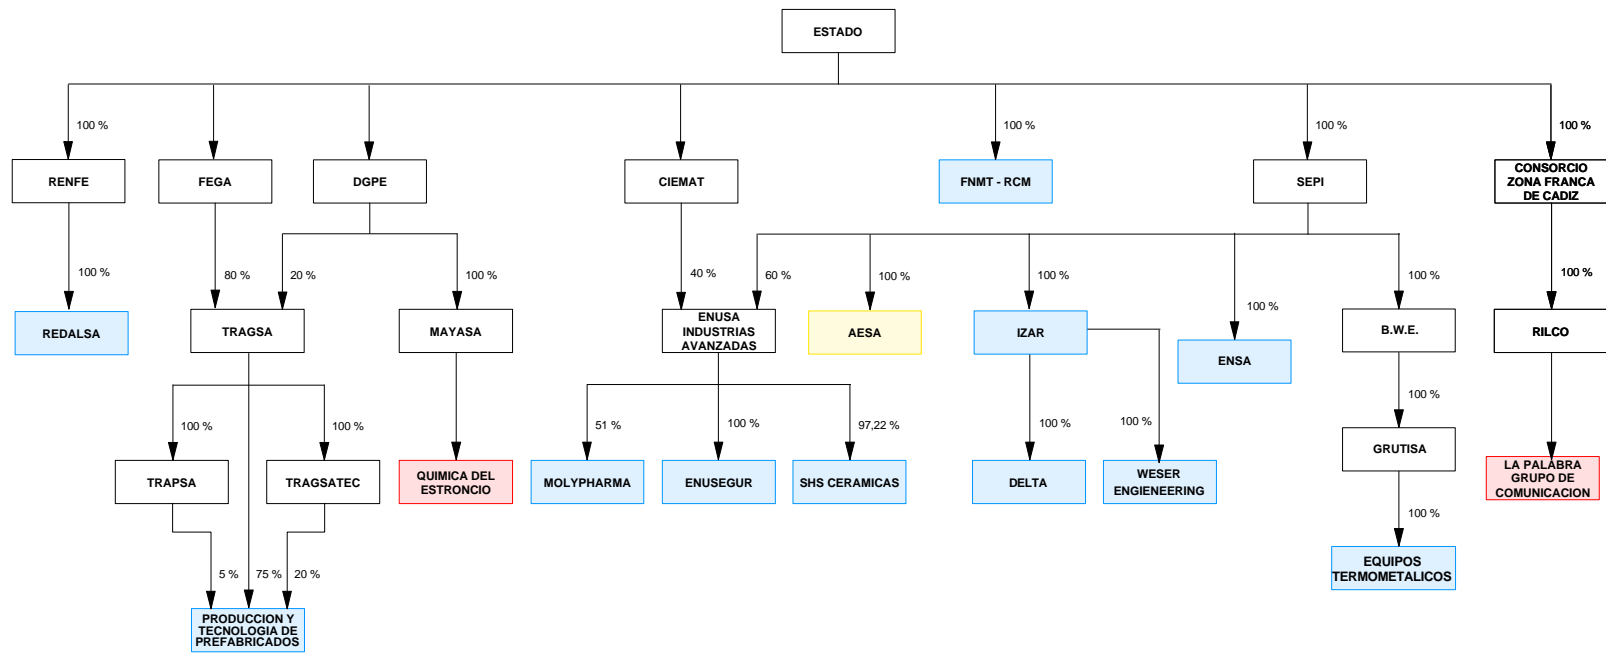 ESTADO
100 %
100 %
100 %
100 %
RENFE
FEGA
DGPE
CIEMAT
FNMT - RCM
SEPI
CONSORCIO
ZONA FRANCA
DE CADIZ
100 %
80 %
20 %
100 %
40 %
60 %
100 %
100 %
100 %
100 %
100 %
REDALSA
TRAGSA
MAYASA
ENUSA
INDUSTRIAS
AVANZADAS
AESA
IZAR
ENSA
B.W.E.
RILCO
100 %
100 %
51 %
100 %
97,22 %
100 %
100 %
100 %
TRAPSA
TRAGSATEC
QUIMICA DEL
ESTRONCIO
MOLYPHARMA
ENUSEGUR
SHS CERAMICAS
DELTA
WESER
ENGIENEERING
GRUTISA
LA PALABRA
GRUPO DE
COMUNICACION
100 %
5 %
75 %
20 %
EQUIPOS
TERMOMETALICOS
PRODUCCION Y
TECNOLOGIA DE
PREFABRICADOS